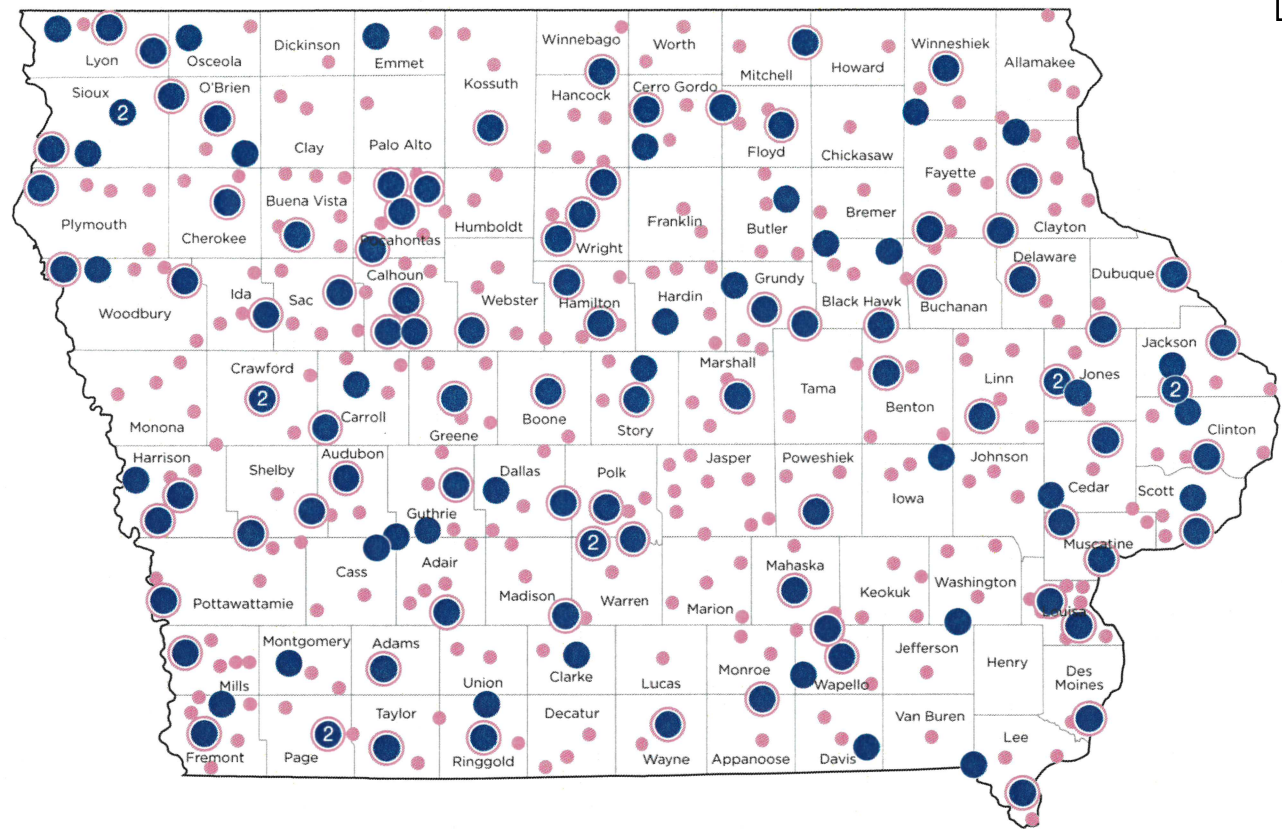 Lyon
Osceola
Dickinson
Emmet
Kossuth
Winnebago
Worth
Mitchell
Howard
Winneshiek
Allamakee
Sioux
2
O'Brien
Clay
Palo Alto
Hancock
Cerro Gordo
Floyd
Chickasaw
Fayette
Clayton
Plymouth
Cherokee
Buena Vista
Pocahontas
Humboldt
Wright
Franklin
Butler
Bremer
Woodbury
Ida
Sac
Calhoun
Webster
Hamilton
Hardin
Grundy
Black Hawk
Buchanan
Delaware
Dubuque
Monona
Crawford
2
Carroll
Greene
Boone
Story
Marshall
Tama
Benton
Linn
Jones
2
Jackson
2
Clinton
Harrison
Shelby
Audubon
Guthrie
Dallas
Polk
2
Jasper
Poweshiek
Iowa
Johnson
Cedar
Scott
Muscatine
Pottawattamie
Cass
Adair
Madison
Warren
Marion
Mahaska
Keokuk
Washington
Louisa
Mills
Montgomery
Adams
Union
Clarke
Lucas
Monroe
Wapello
Jefferson
Henry
Des
Moines
Fremont
Page
2
Taylor
Ringgold
Decatur
Wayne
Appanoose
Davis
Van Buren
Lee